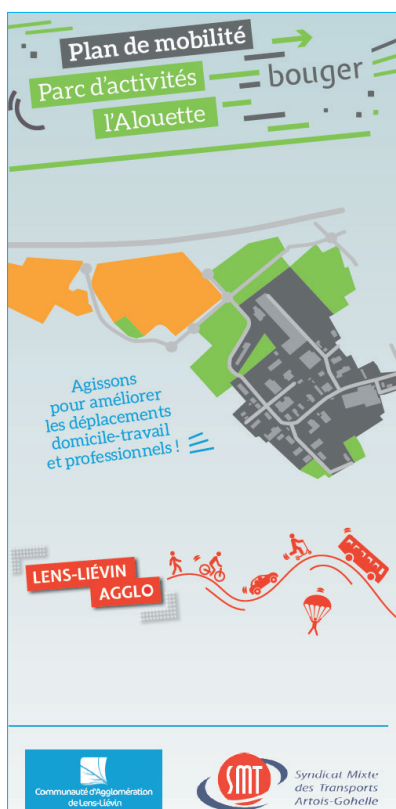 Plan de mobilité
Parc d'activités
bouger
l'Alouette
Agissons
pour améliorer
les déplacements
domicile-travail
et professionnels !
LENS-LIÉVIN
AGGLO
Communauté d'Agglomération
de Lens-Liévin
SMT
Syndicat Mixte
des Transports
Artois-Gohelle